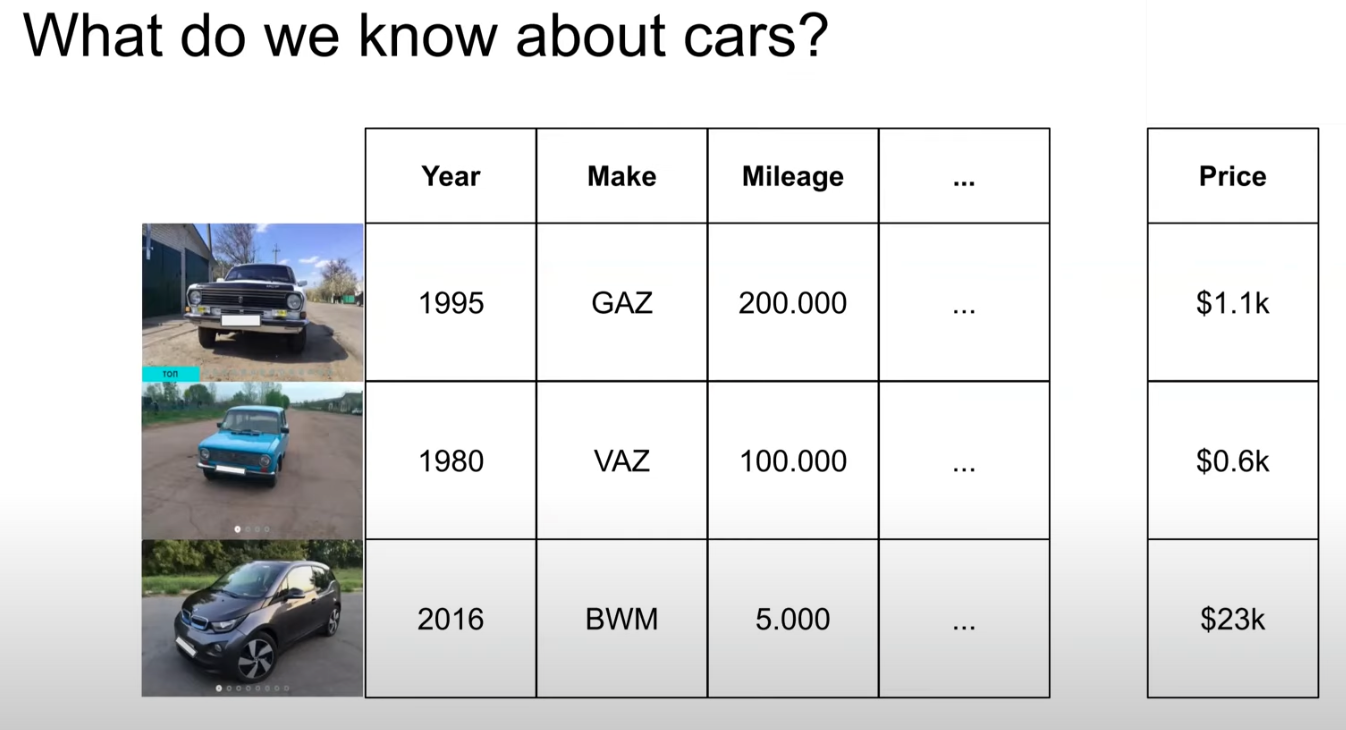 What do we know about cars?
Year Make Mileage ... Price
1995 GAZ 200.000 ... $1.1k
топ
1980 VAZ 100.000 ... $0.6k
2016 BWM 5.000 ... $23k